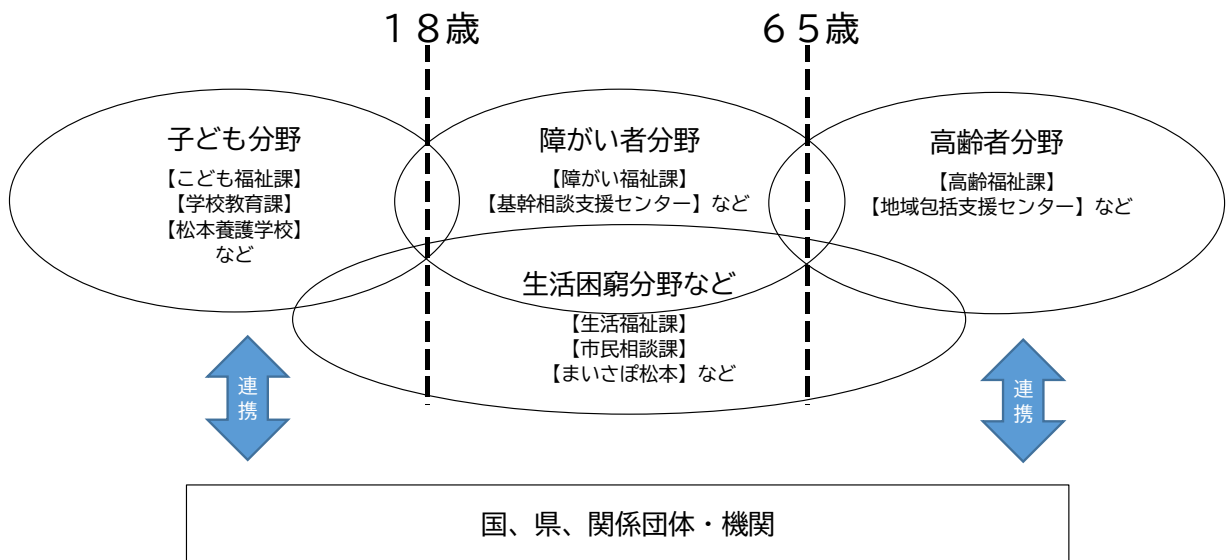 18歳
65歳
子ども分野
【こども福祉課】
【学校教育課】
【松本養護学校】
など
障がい者分野
【障がい福祉課】
【基幹相談支援センター】など
高齢者分野
【高齢福祉課】
【地域包括支援センター】など
生活困窮分野など
【生活福祉課】
【市民相談課】
【まいさぽ松本】など
連携
連携
国、県、関係団体・機関